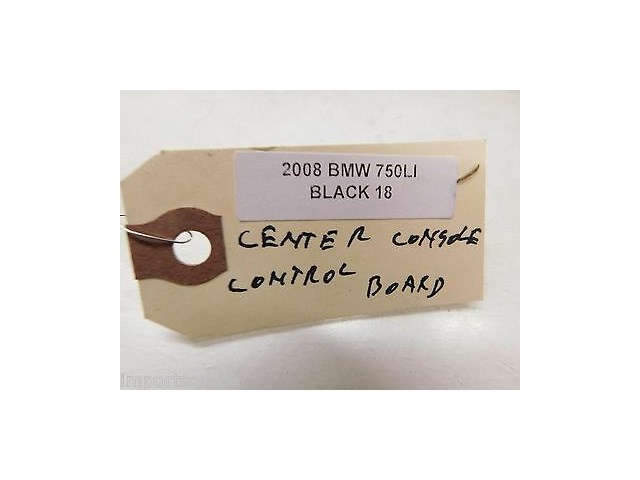 2008 BMW 750LI
BLACK 18
CENTER CONSOLE
CONTROL BOARD